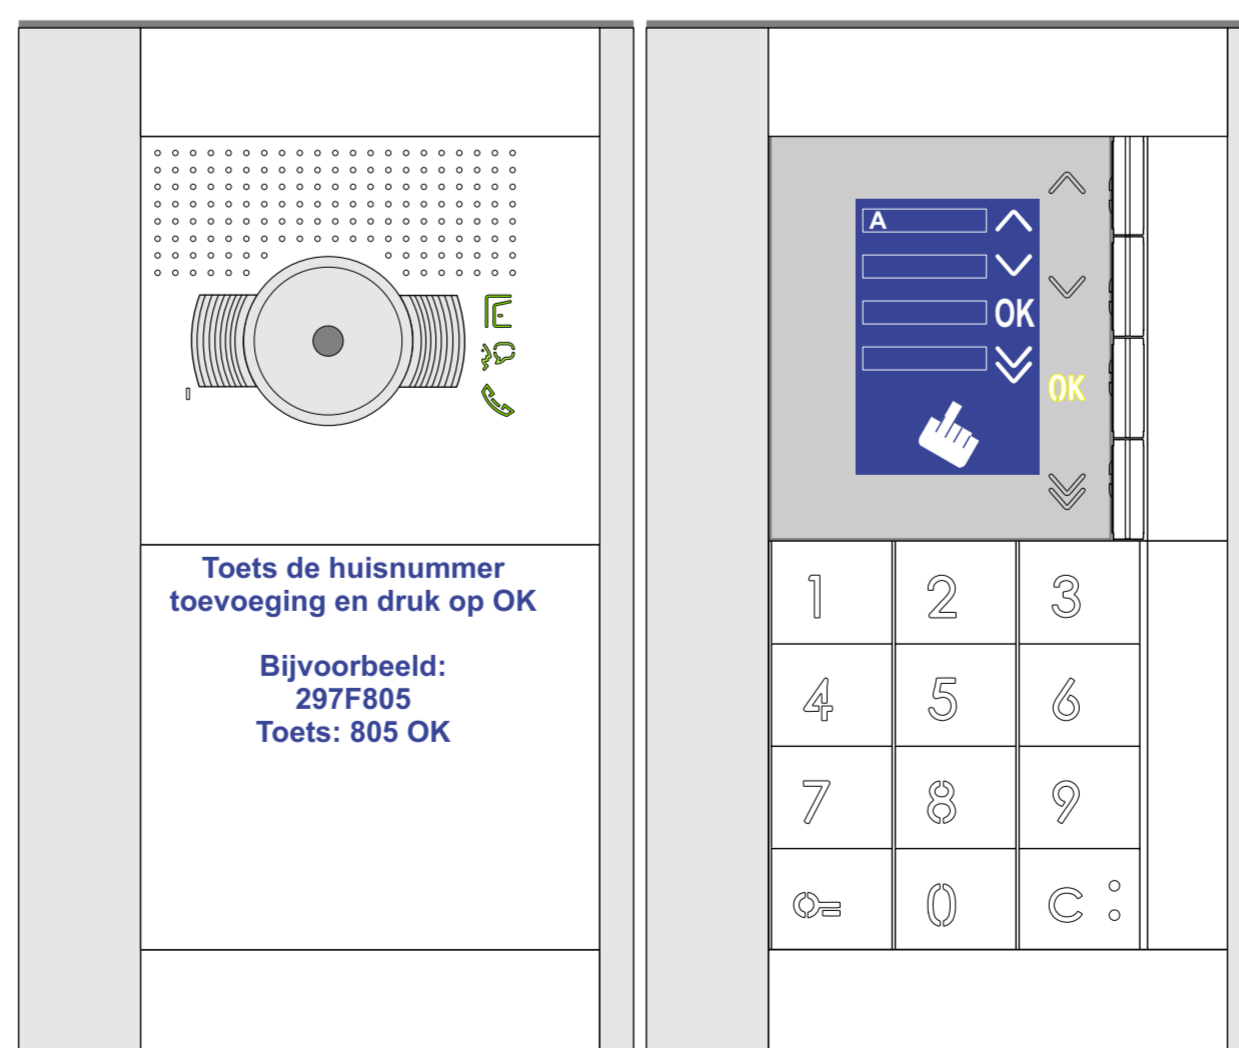 Toets de huisnummer
toevoeging en druk op OK
Bijvoorbeeld:
297F805
Toets: 805 OK
A
OK
OK
1 2 3
4 5 6
7 8 9
0 C